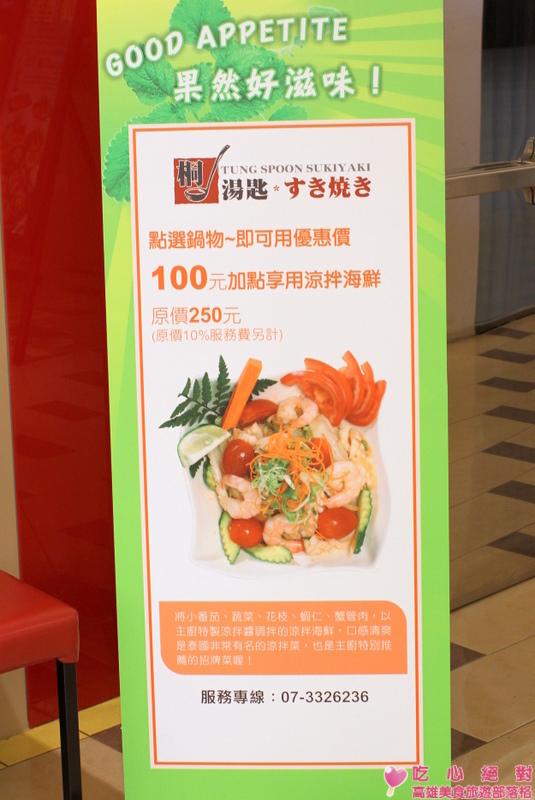 GOOD APPETITE
果然好滋味！
桐
TUNG SPOON SUKIYAKI
湯匙*すき焼き
點選鍋物~即可用優惠價
100元加點享用涼拌海鮮
原價250元
(原價10%服務費另計)
將小番茄、蔬菜、花枝、蝦仁、蟹管肉，以
主廚特製涼拌醬調拌的涼拌海鮮，口感清爽
是泰國非常有名的涼拌菜，也是主廚特別推
薦的招牌菜喔！
服務專線：07-3326236
吃心絕對
高雄美食旅遊部落格